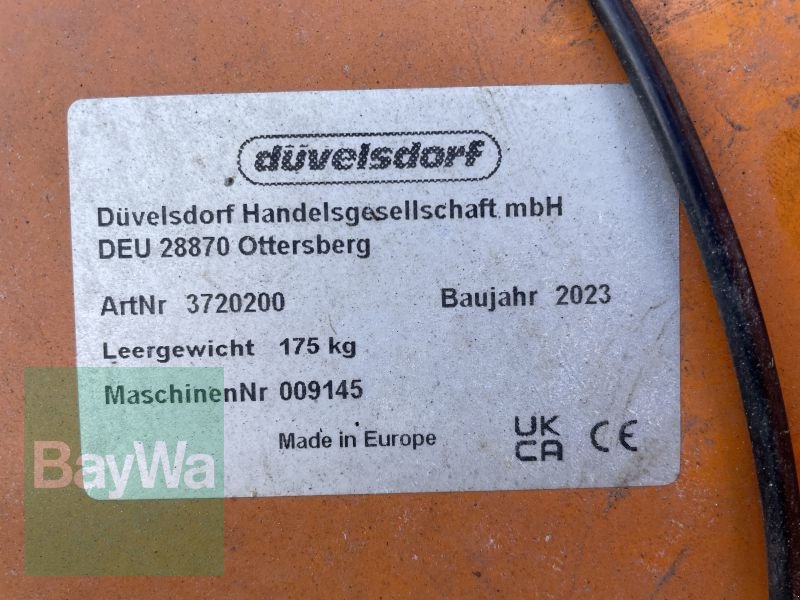 düvelsdorf
Düvelsdorf Handelsgesellschaft mbH
DEU 28870 Ottersberg
ArtNr 3720200 Baujahr 2023
Leergewicht 175 kg
MaschinenNr 009145
Made in Europe
UK
CA
CE
BayWa